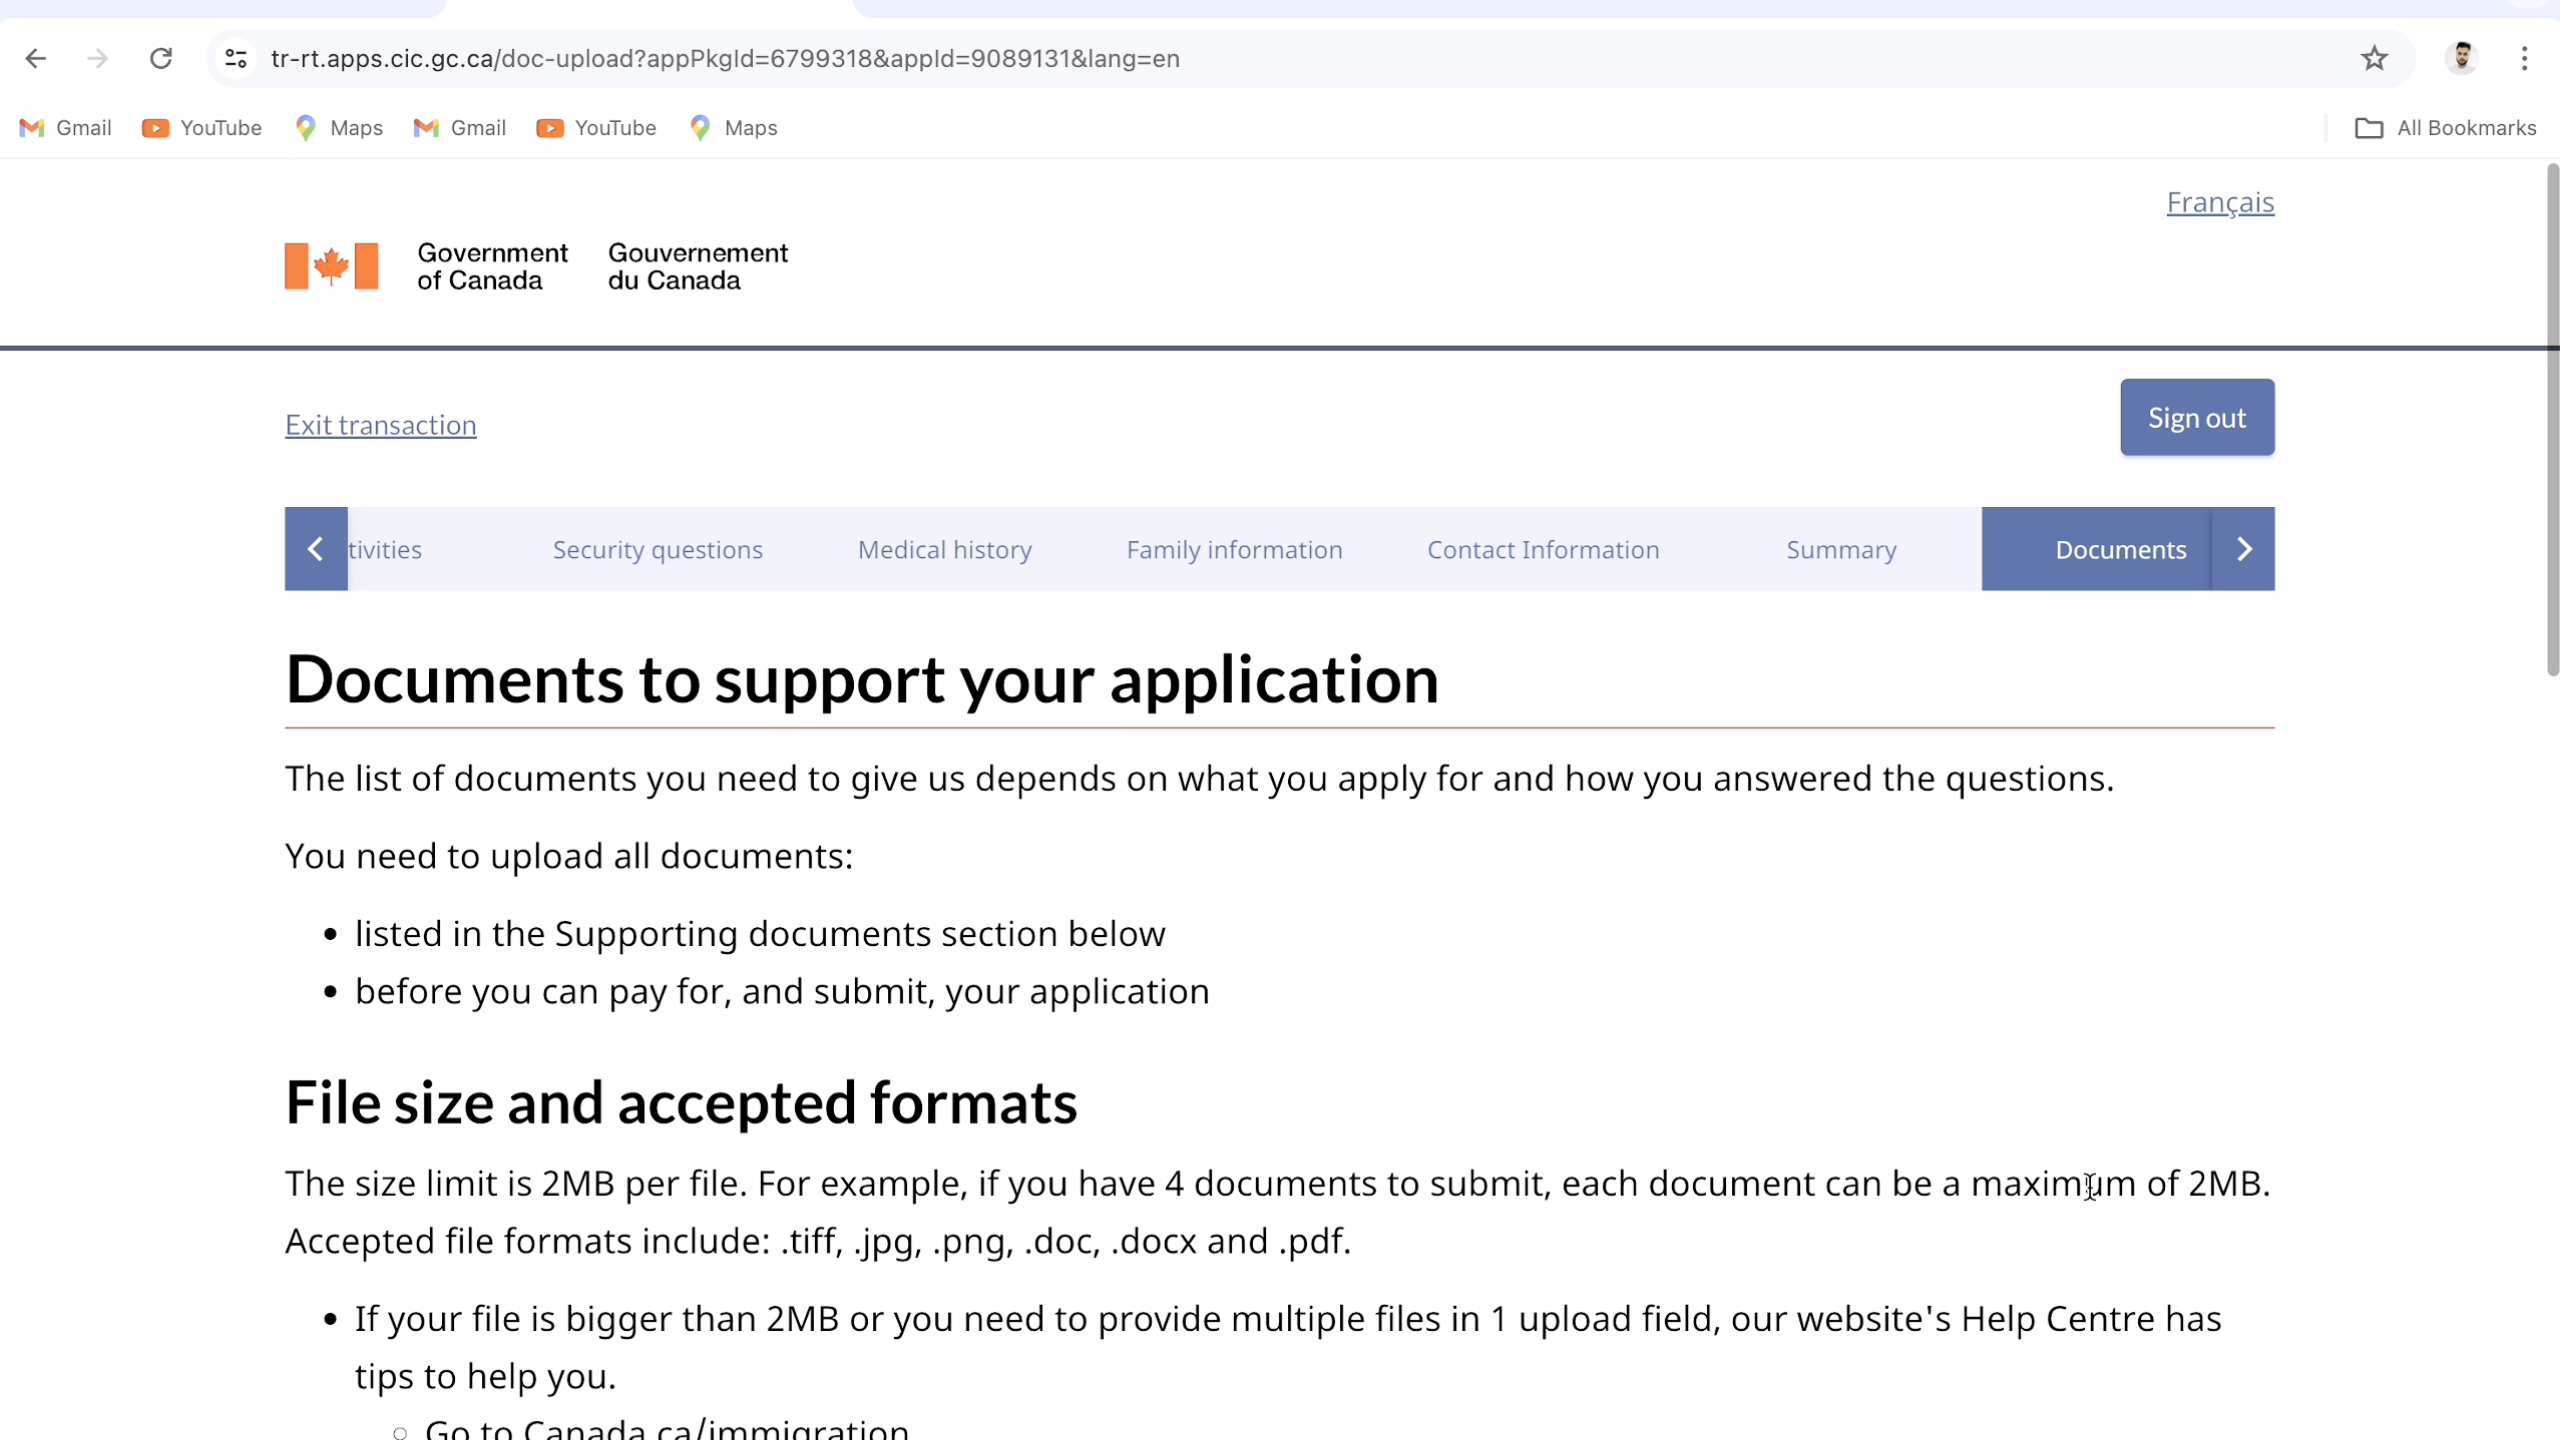 tr-rt.apps.cic.gc.ca/doc-upload?appPkgId=6799318&appId=9089131&lang=en
Gmail YouTube Maps Gmail YouTube Maps All Bookmarks
Français
Government Gouvernement
of Canada du Canada
Exit transaction Sign out
tivities Security questions Medical history Family information Contact Information Summary Documents
Documents to support your application
The list of documents you need to give us depends on what you apply for and how you answered the questions.
You need to upload all documents:
• listed in the Supporting documents section below
• before you can pay for, and submit, your application
File size and accepted formats
The size limit is 2MB per file. For example, if you have 4 documents to submit, each document can be a maximum of 2MB.
Accepted file formats include: .tiff, .jpg, .png, .doc, .docx and .pdf.
• If your file is bigger than 2MB or you need to provide multiple files in 1 upload field, our website's Help Centre has
tips to help you.
Go to Canada.ca/immigration